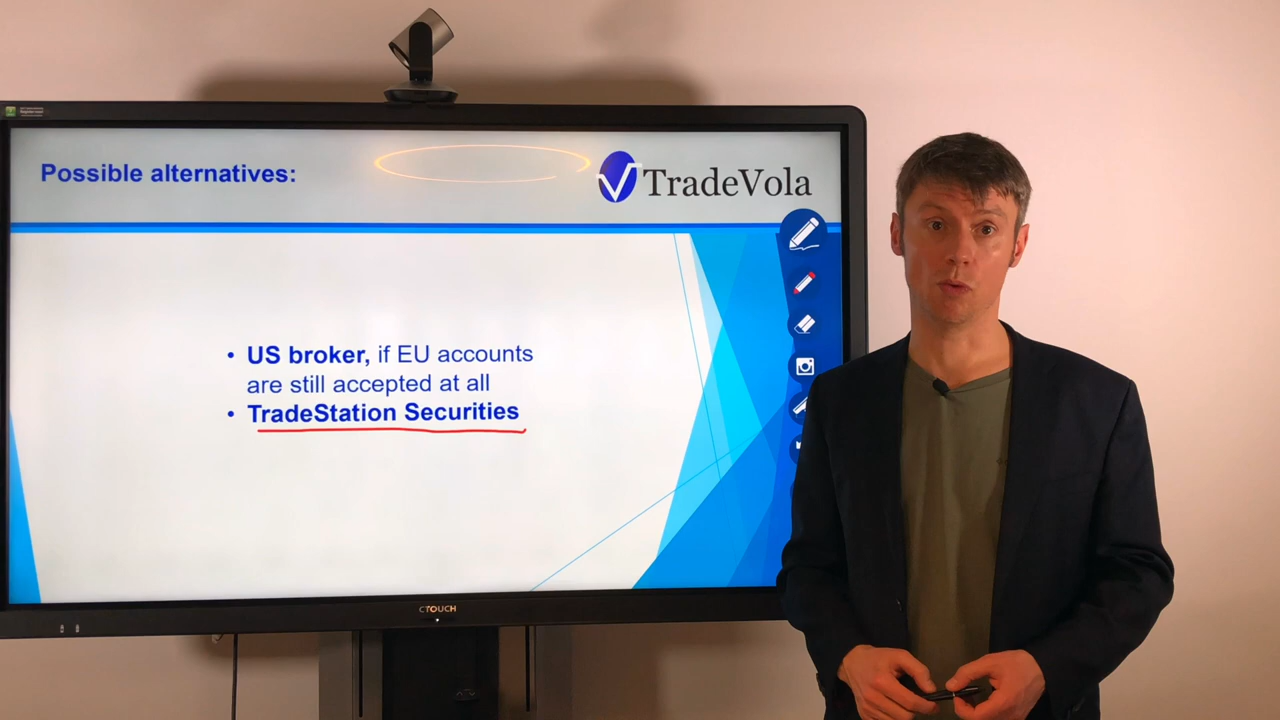 Possible alternatives:
TradeVola
• US broker, if EU accounts
are still accepted at all
• TradeStation Securities
CTOUCH